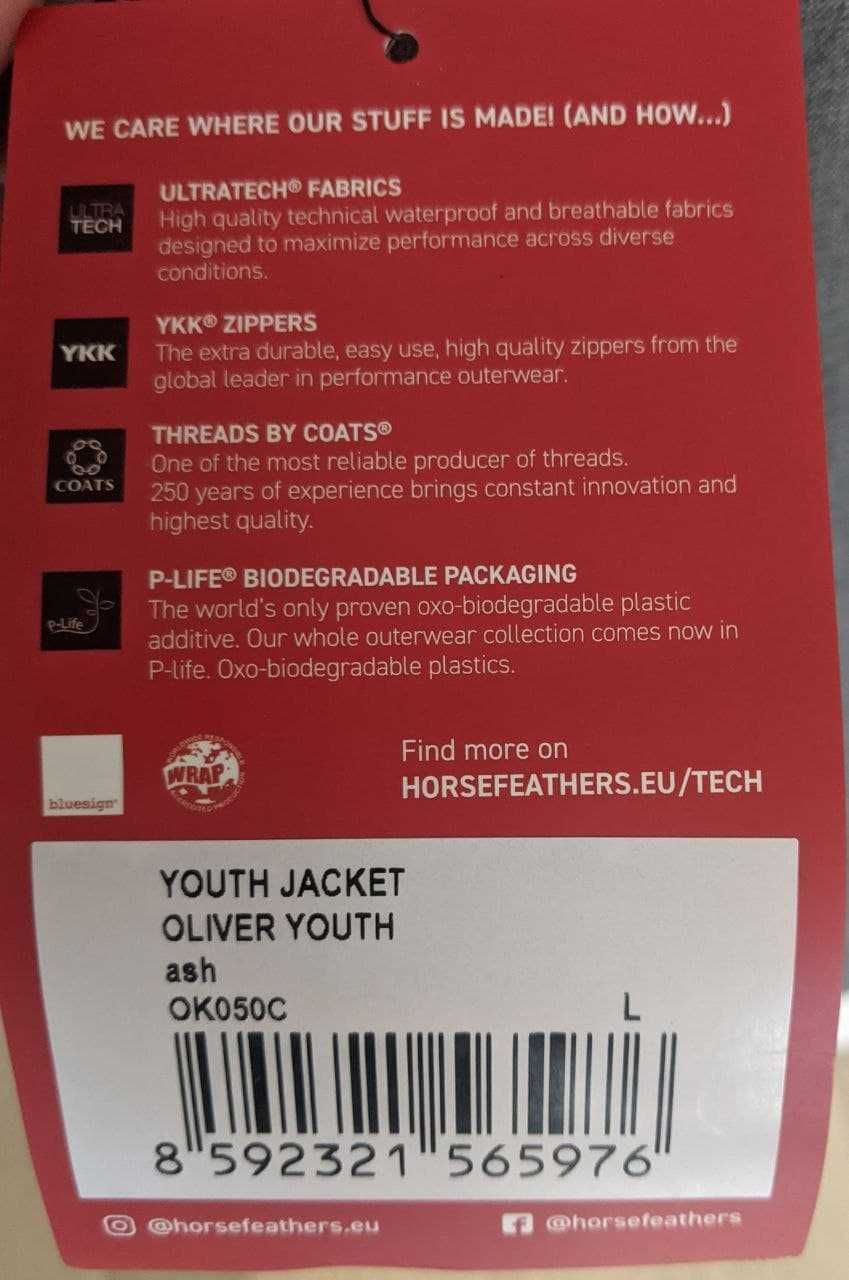 WE CARE WHERE OUR STUFF IS MADE! (AND HOW...)
ULTRA
TECH
ULTRATECH® FABRICS
High quality technical waterproof and breathable fabrics
designed to maximize performance across diverse
conditions.
YKK
YKK® ZIPPERS
The extra durable, easy use, high quality zippers from the
global leader in performance outerwear.
COATS
THREADS BY COATS®
One of the most reliable producer of threads.
250 years of experience brings constant innovation and
highest quality.
P-Life
P-LIFE® BIODEGRADABLE PACKAGING
The world's only proven oxo-biodegradable plastic
additive. Our whole outerwear collection comes now in
P-life. Oxo-biodegradable plastics.
bluesign®
WORLDWIDE RESPONSIBLE
WRAP
ACCREDITED PRODUCTION
Find more on
HORSEFEATHERS.EU/TECH
YOUTH JACKET
OLIVER YOUTH
ash
OK050C L
8 592321 565976
@horsefeathers.eu @horsefeathers